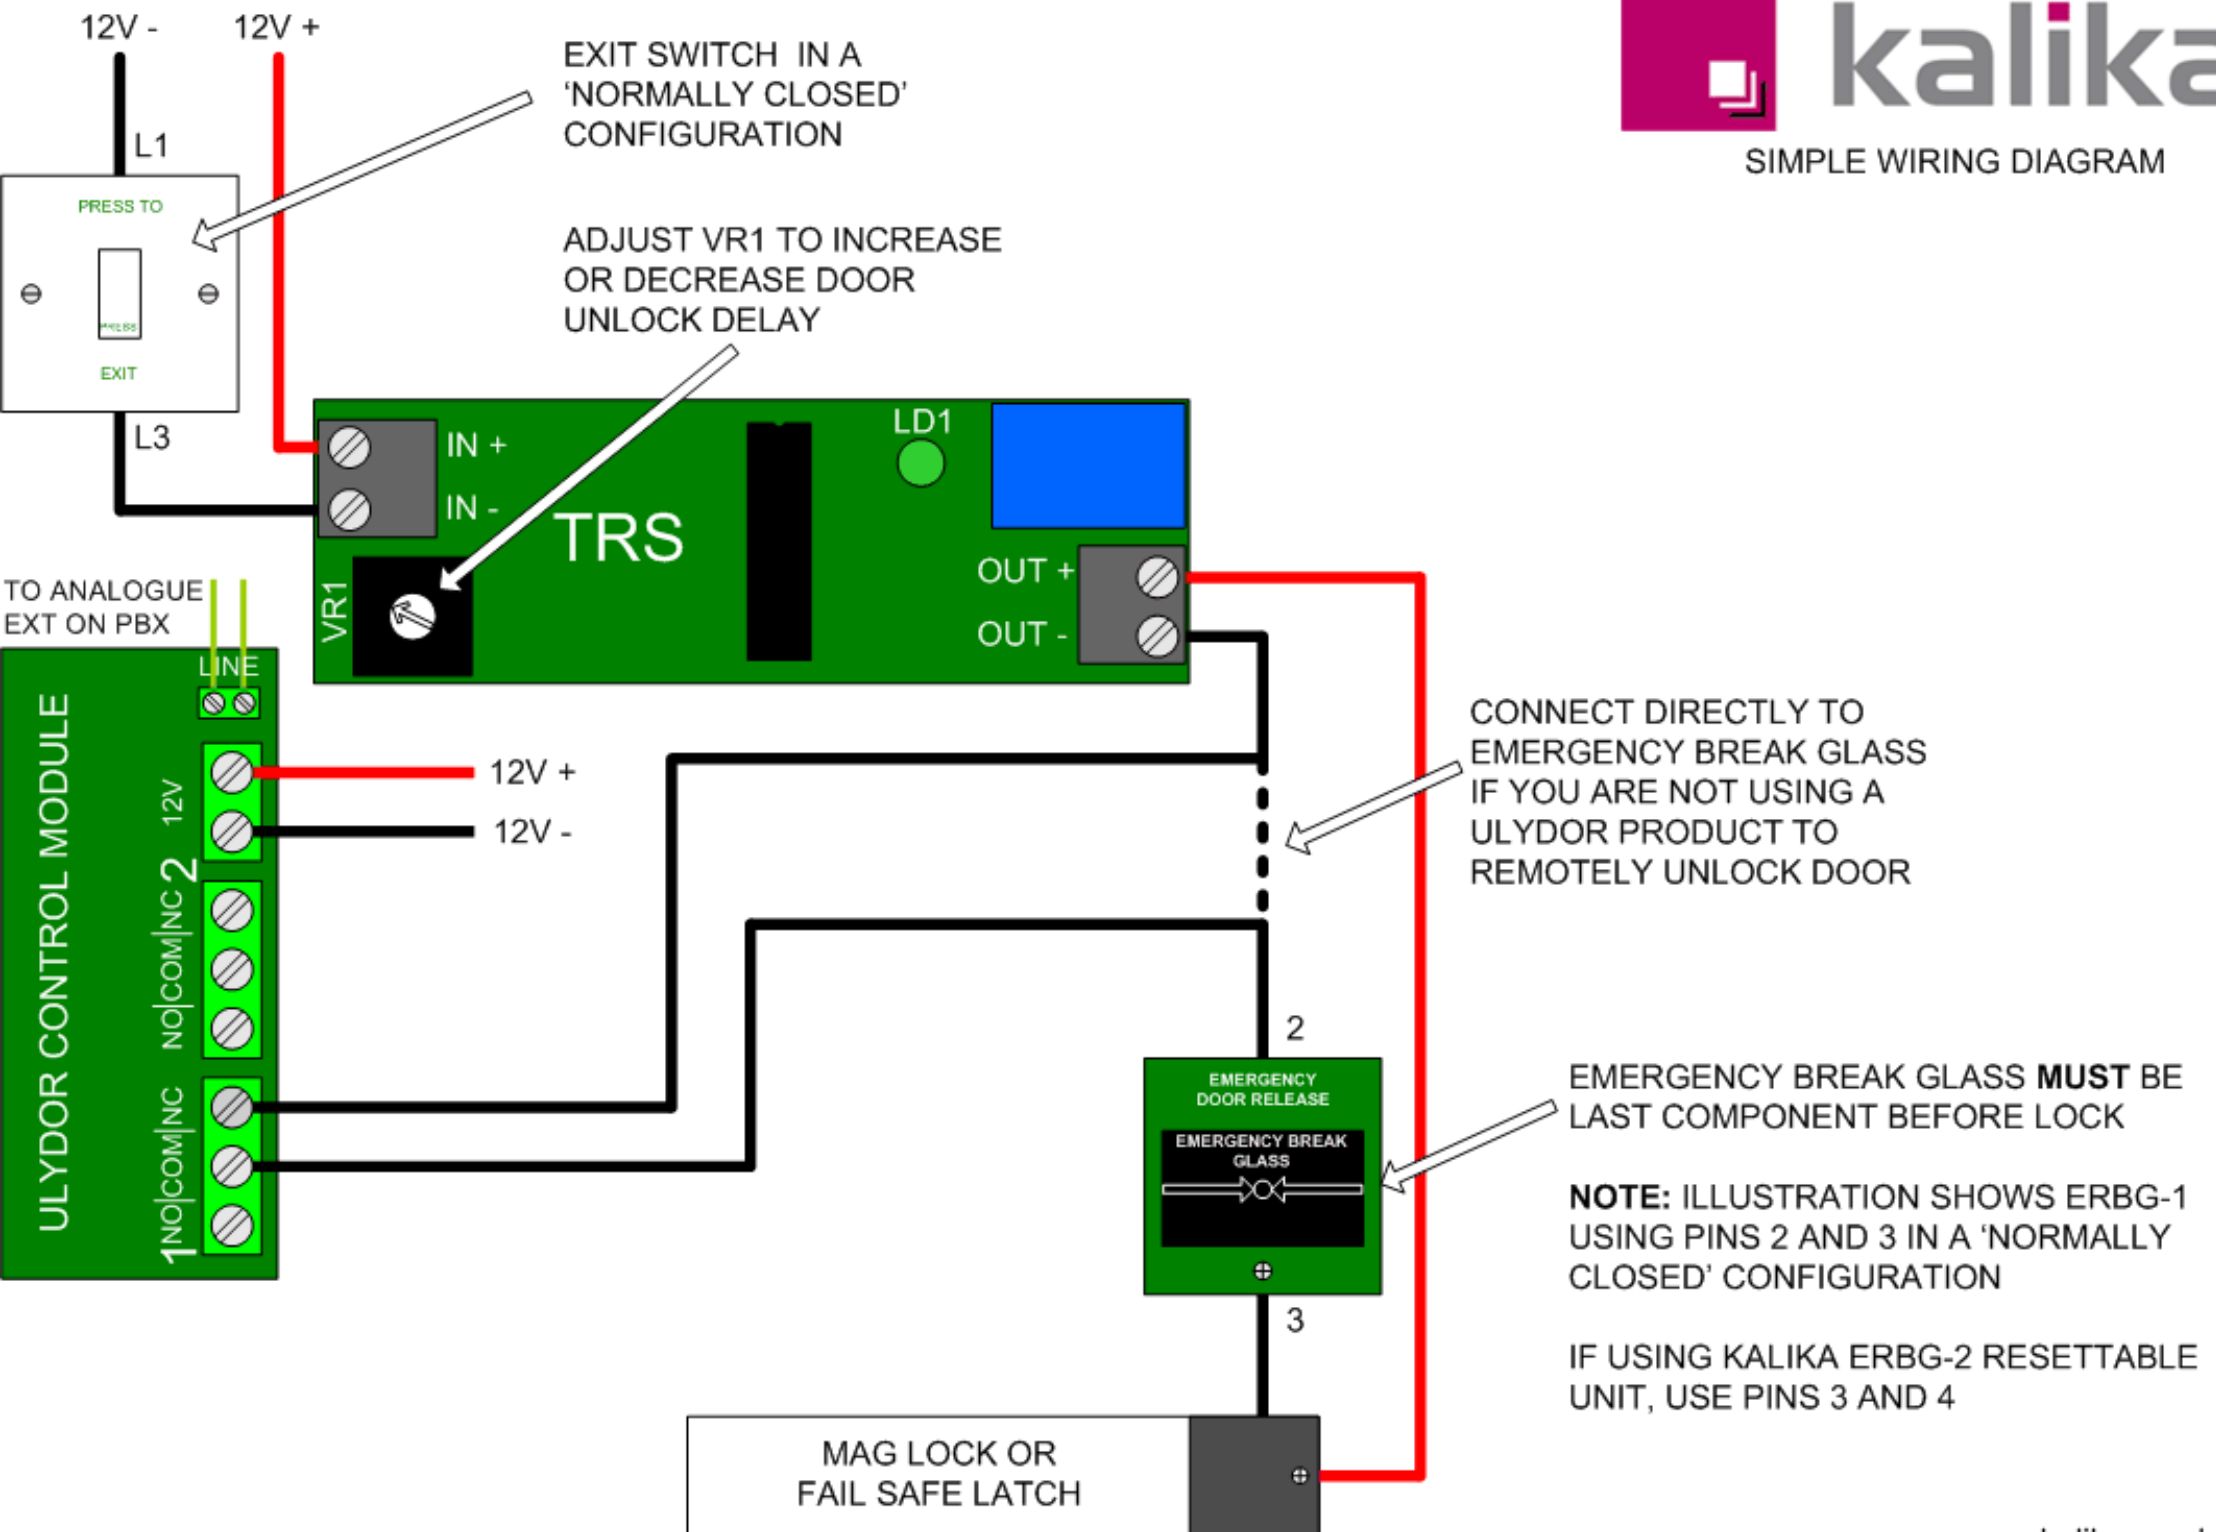 12V -
12V +
EXIT SWITCH IN A
‘NORMALLY CLOSED’
CONFIGURATION
kalika
SIMPLE WIRING DIAGRAM
L1
PRESS TO
PRESS
EXIT
L3
ADJUST VR1 TO INCREASE
OR DECREASE DOOR
UNLOCK DELAY
IN +
IN -
TRS
VR1
LD1
OUT +
OUT -
TO ANALOGUE
EXT ON PBX
LINE
ULYDOR CONTROL MODULE
12V
12V +
12V -
2
NO|COM|NC
1
NO|COM|NC
CONNECT DIRECTLY TO
EMERGENCY BREAK GLASS
IF YOU ARE NOT USING A
ULYDOR PRODUCT TO
REMOTELY UNLOCK DOOR
2
EMERGENCY
DOOR RELEASE
EMERGENCY BREAK
GLASS
3
EMERGENCY BREAK GLASS MUST BE
LAST COMPONENT BEFORE LOCK
NOTE: ILLUSTRATION SHOWS ERBG-1
USING PINS 2 AND 3 IN A ‘NORMALLY
CLOSED’ CONFIGURATION
IF USING KALIKA ERBG-2 RESETTABLE
UNIT, USE PINS 3 AND 4
MAG LOCK OR
FAIL SAFE LATCH